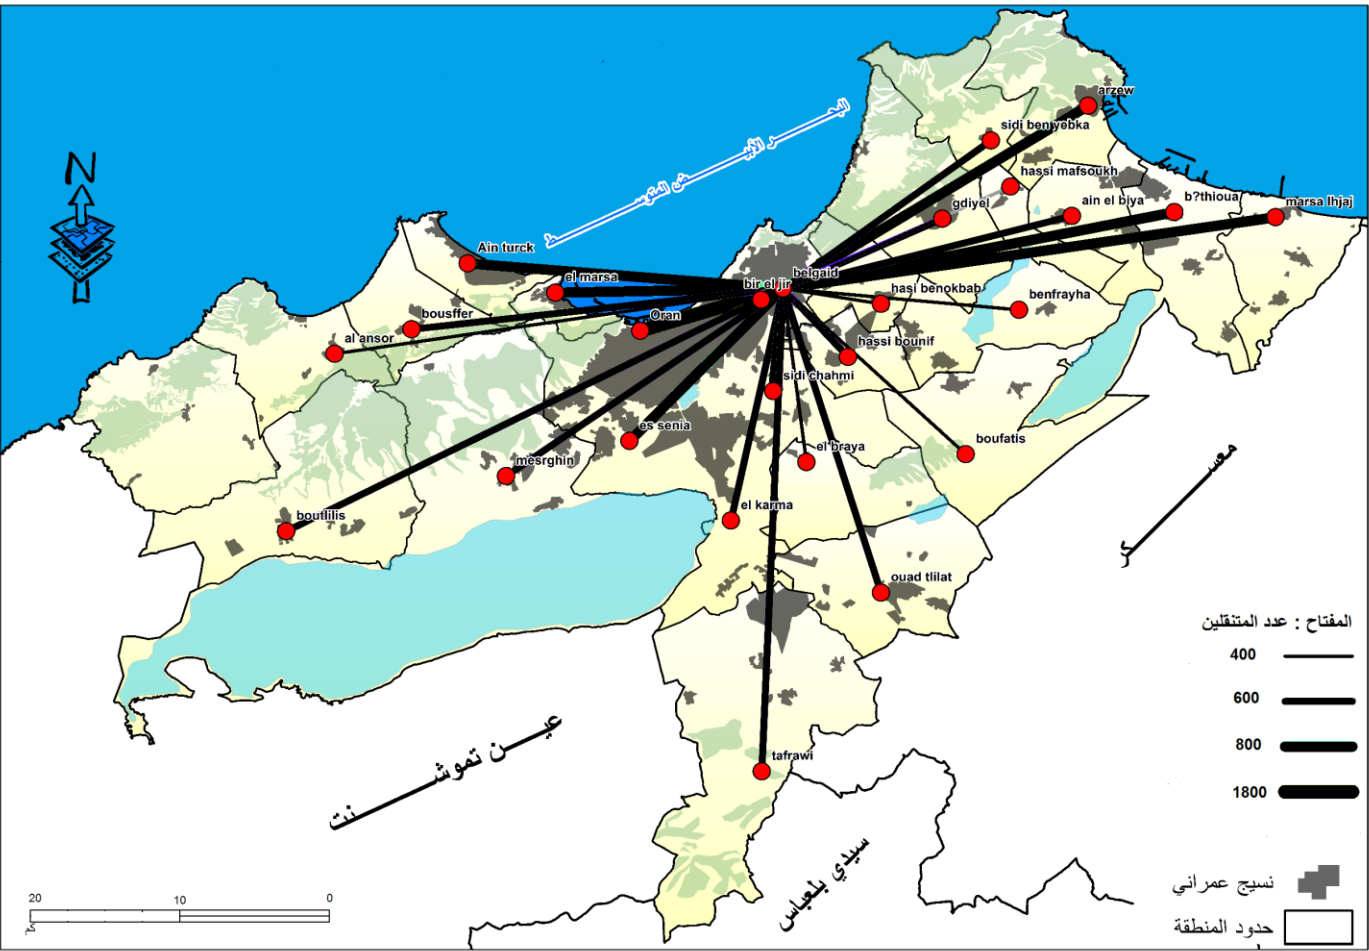 N
البحر الأبيض المتوسط
arzew
sidi ben yebka
hassi mafsoukh
gdiyel
ain el biya
b?thioua
marsa lhjaj
Ain turck
el marsa
belgaid
bir el jir
hasi benokbab
benfrayha
bousffer
Oran
al ansor
hassi bounif
sidi chahmi
es senia
el braya
boufatis
mesrghin
el karma
boutlilis
ouad tlilat
tafrawi
معسكر
عين تموشنت
سيدي بلعباس
المفتاح : عدد المتنقلين
400
600
800
1800
نسيج عمراني
حدود المنطقة
20 10 0
كم